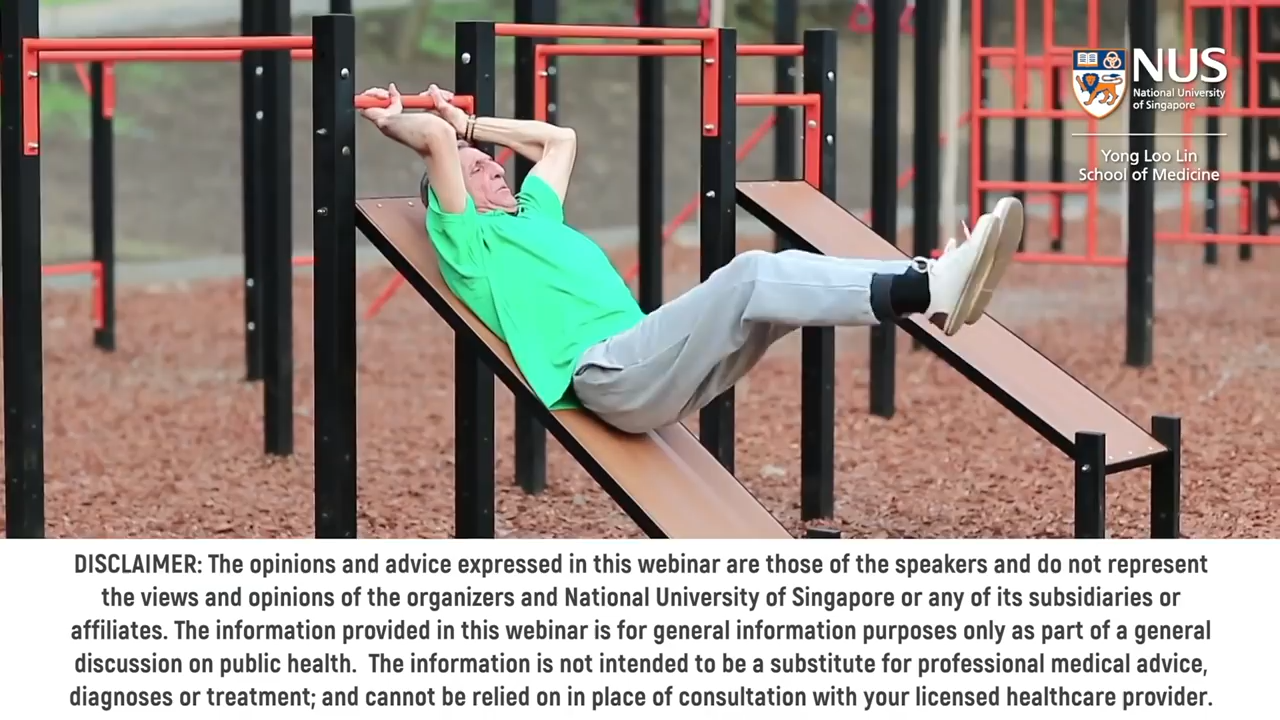 NUS
National University
of Singapore
Yong Loo Lin
School of Medicine
DISCLAIMER: The opinions and advice expressed in this webinar are those of the speakers and do not represent
the views and opinions of the organizers and National University of Singapore or any of its subsidiaries or
affiliates. The information provided in this webinar is for general information purposes only as part of a general
discussion on public health.  The information is not intended to be a substitute for professional medical advice,
diagnoses or treatment; and cannot be relied on in place of consultation with your licensed healthcare provider.